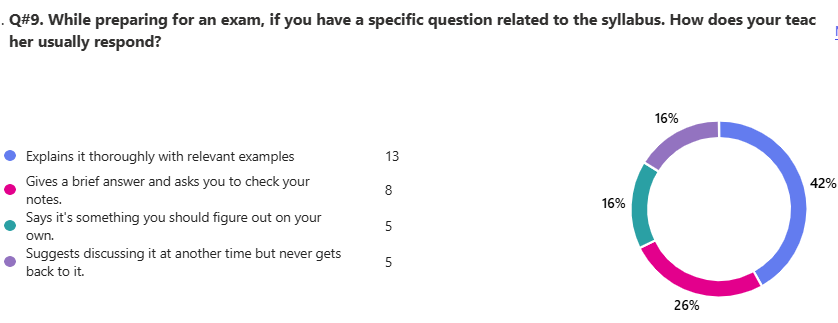 . Q#9. While preparing for an exam, if you have a specific question related to the syllabus. How does your teac
her usually respond?
16%
Explains it thoroughly with relevant examples 13
42%
Gives a brief answer and asks you to check your
notes. 8
16%
Says it's something you should figure out on your
own. 5
Suggests discussing it at another time but never gets
back to it. 5
26%